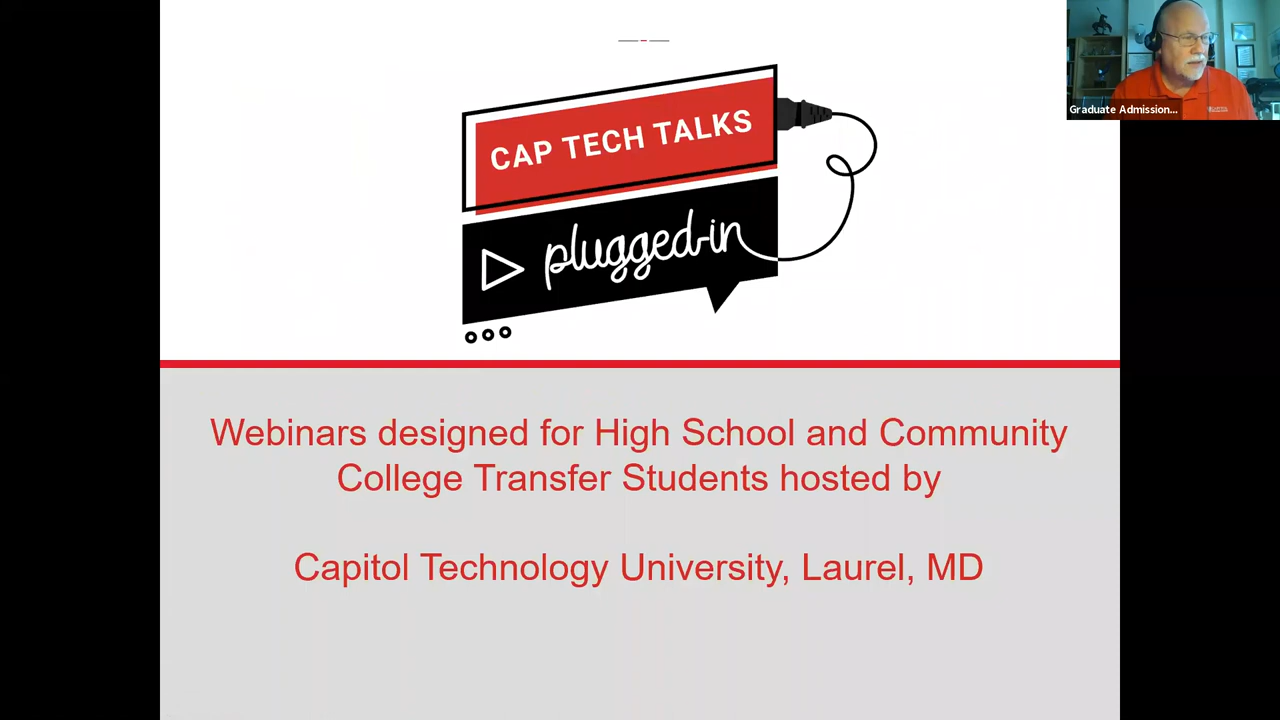 CAP TECH TALKS
plugged-in
Graduate Admission...
Webinars designed for High School and Community
College Transfer Students hosted by
Capitol Technology University, Laurel, MD